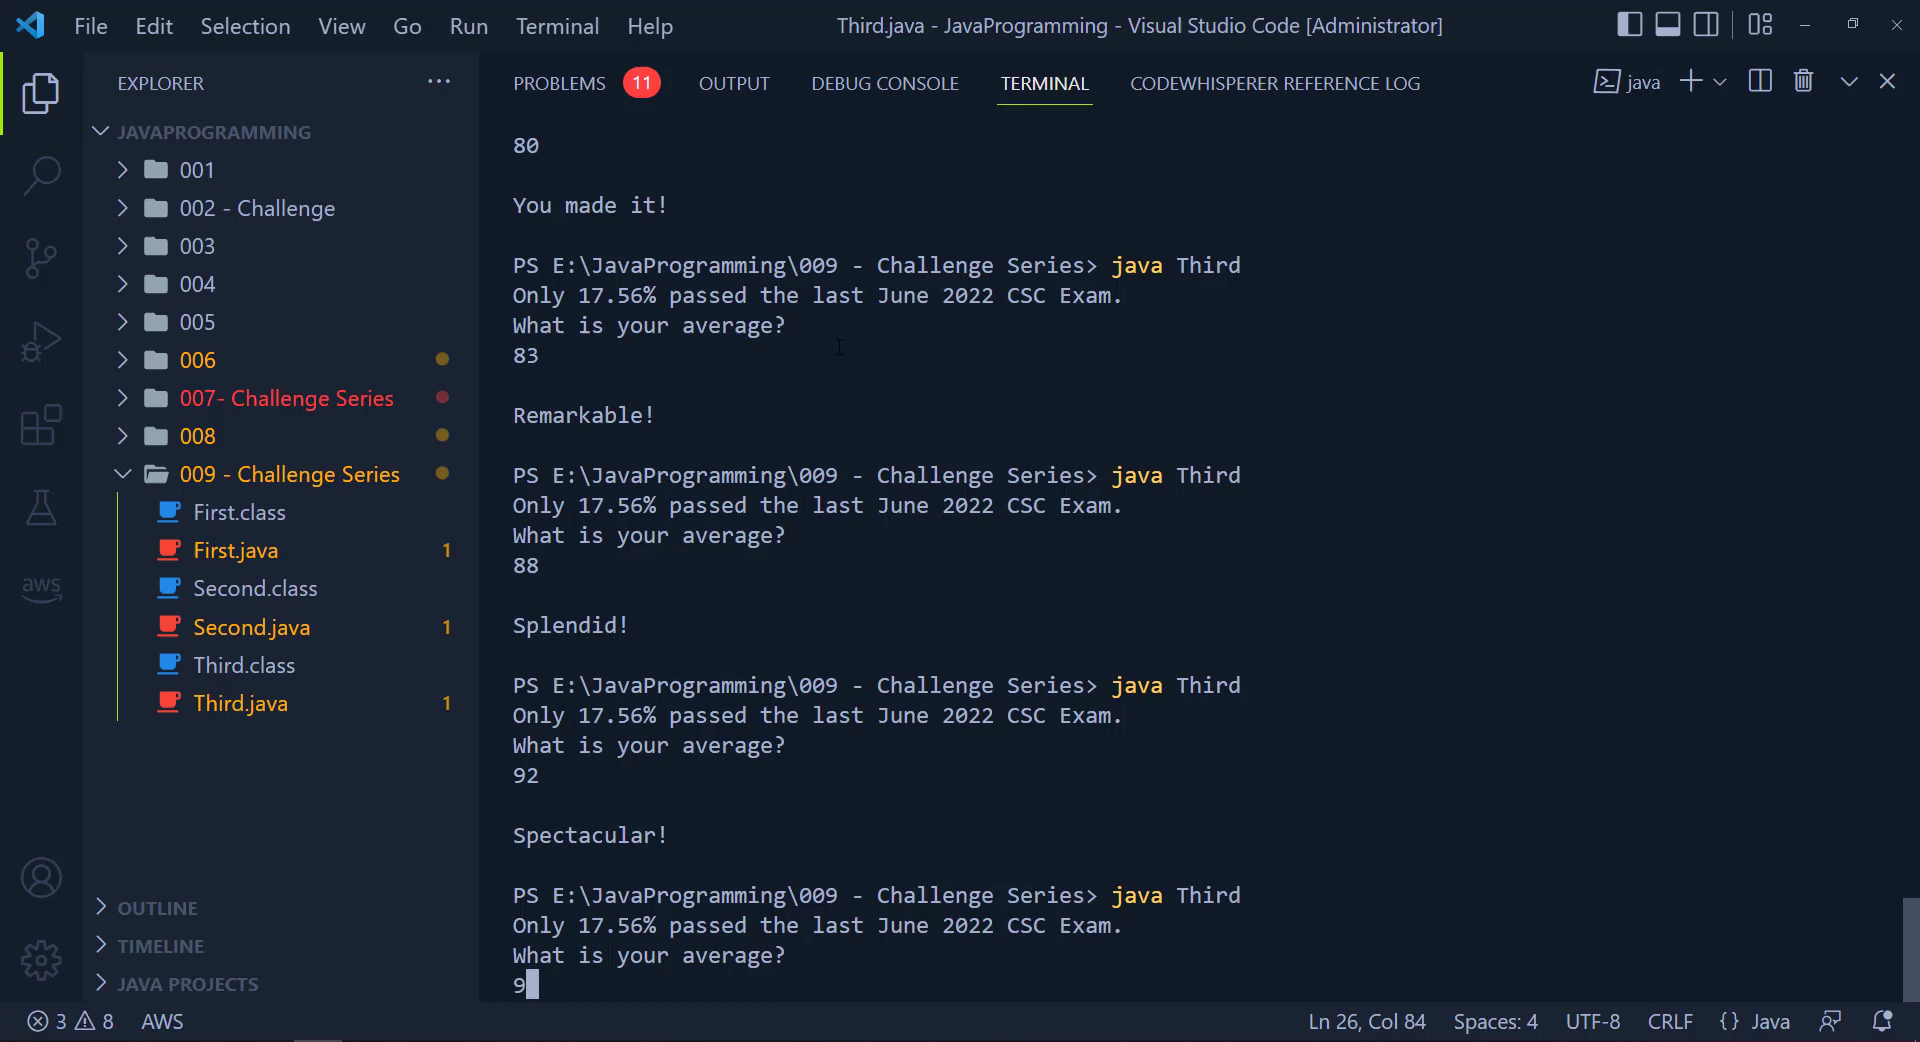 File Edit Selection View Go Run Terminal Help
Third.java - JavaProgramming - Visual Studio Code [Administrator]
EXPLORER
JAVAPROGRAMMING
001
002 - Challenge
003
004
005
006
007- Challenge Series
008
009 - Challenge Series
First.class
First.java 1
Second.class
Second.java 1
Third.class
Third.java 1
aws
OUTLINE
TIMELINE
JAVA PROJECTS
PROBLEMS 11 OUTPUT DEBUG CONSOLE TERMINAL CODEWHISPERER REFERENCE LOG
java
80
You made it!
PS E:\JavaProgramming\009 - Challenge Series> java Third
Only 17.56% passed the last June 2022 CSC Exam.
What is your average?
83
Remarkable!
PS E:\JavaProgramming\009 - Challenge Series> java Third
Only 17.56% passed the last June 2022 CSC Exam.
What is your average?
88
Splendid!
PS E:\JavaProgramming\009 - Challenge Series> java Third
Only 17.56% passed the last June 2022 CSC Exam.
What is your average?
92
Spectacular!
PS E:\JavaProgramming\009 - Challenge Series> java Third
Only 17.56% passed the last June 2022 CSC Exam.
What is your average?
9
3 8 AWS
Ln 26, Col 84 Spaces: 4 UTF-8 CRLF {} Java